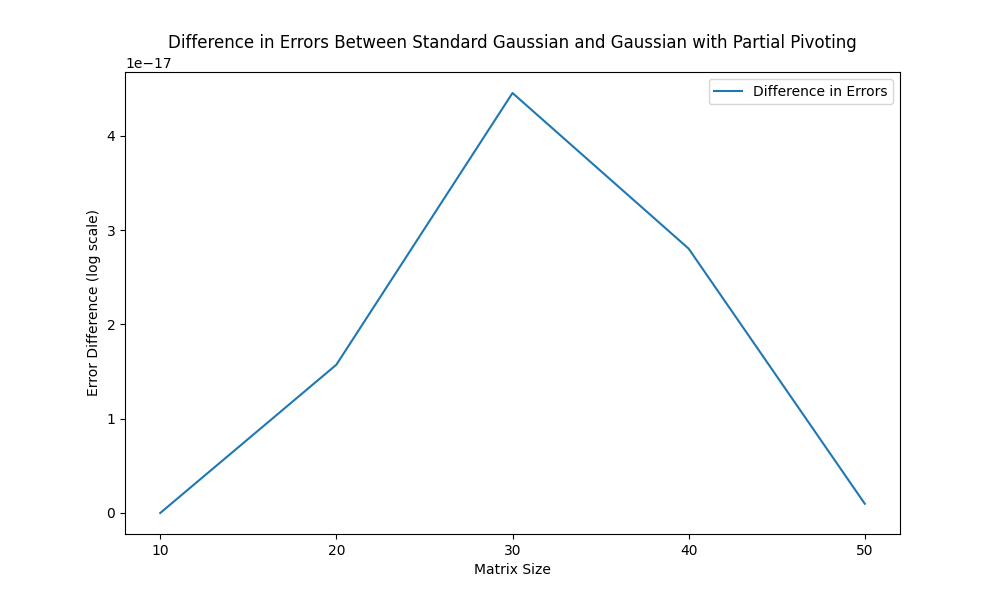 Difference in Errors Between Standard Gaussian and Gaussian with Partial Pivoting
1e−17
Difference in Errors
4
3
2
1
0
Error Difference (log scale)
10 20 30 40 50
Matrix Size